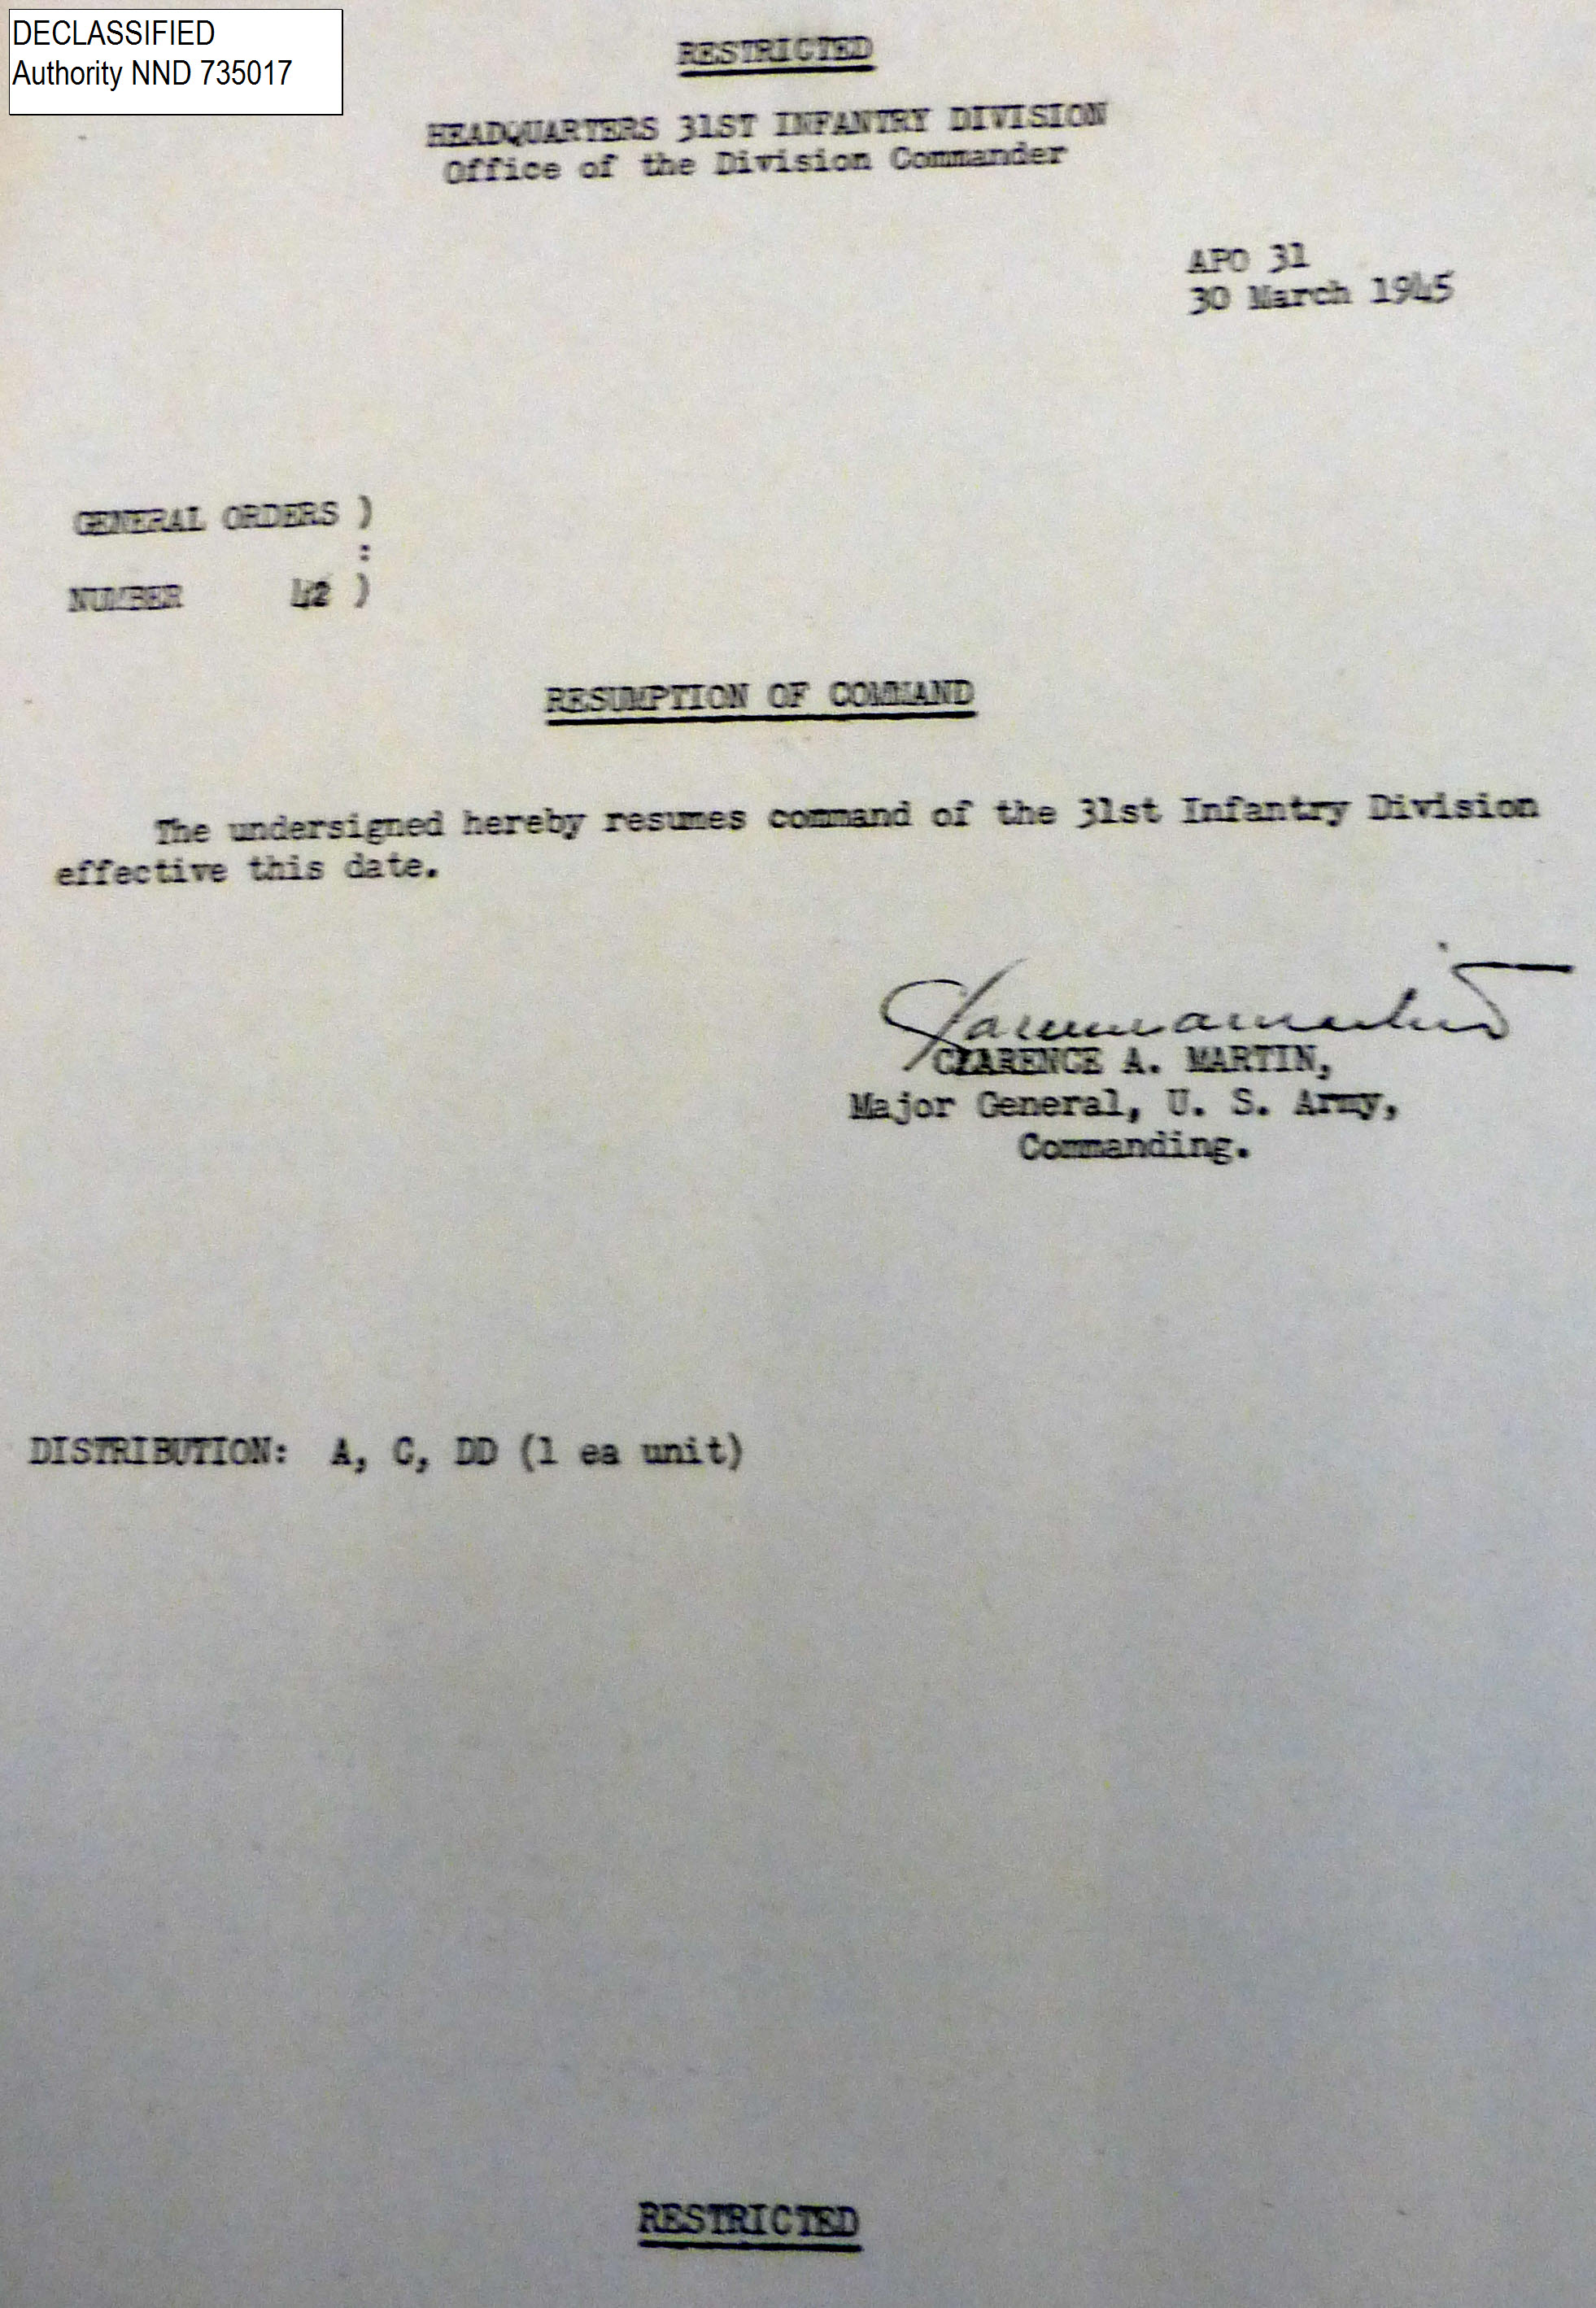 DECLASSIFIED
Authority NND 735017
RESTRICTED
HEADQUARTERS 31ST INFANTRY DIVISION
Office of the Division Commander
APO 31
30 March 1945
GENERAL ORDERS )
:
NUMBER 42 )
RESUMPTION OF COMMAND
The undersigned hereby resumes command of the 31st Infantry Division
effective this date.
CLARENCE A. MARTIN,
Major General, U. S. Army,
Commanding.
DISTRIBUTION: A, C, DD (1 ea unit)
RESTRICTED